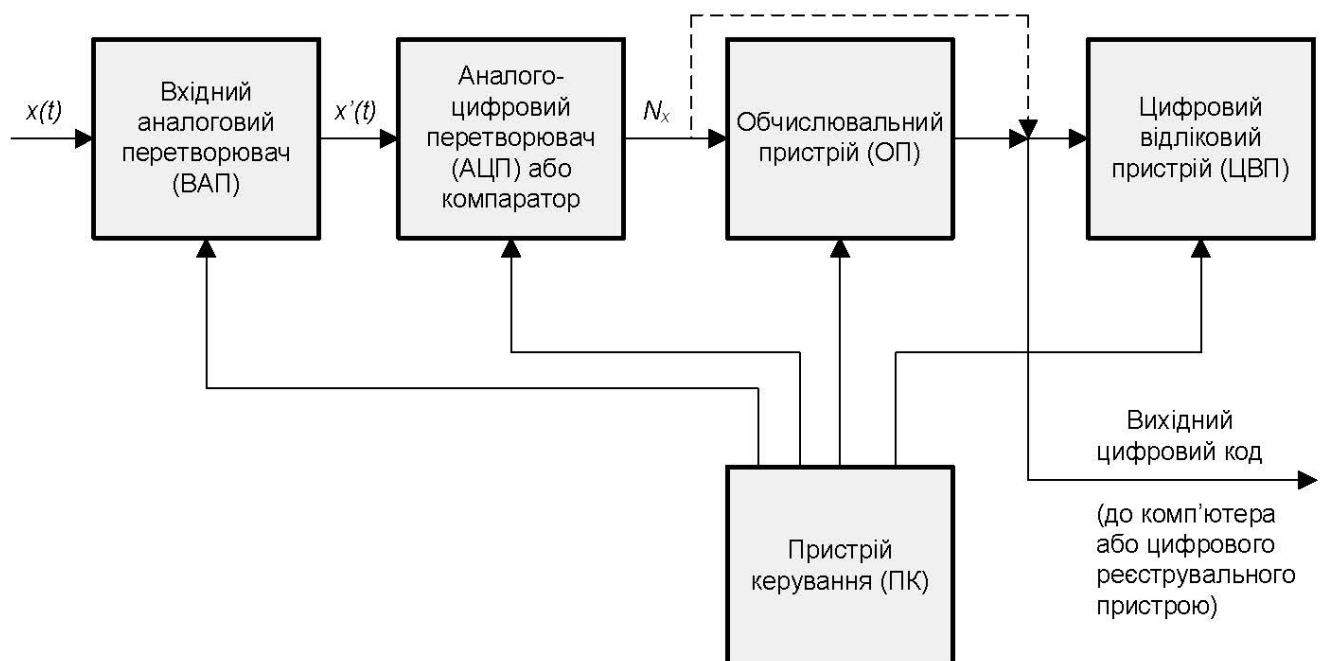 x(t)
Вхідний
аналоговий
перетворювач
(ВАП)
x’(t)
Аналого-
цифровий
перетворювач
(АЦП) або
компаратор
Nx
Обчислювальний
пристрій (ОП)
Цифровий
відліковий
пристрій (ЦВП)
Вихідний
цифровий код
(до комп’ютера
або цифрового
реєструвального
пристрою)
Пристрій
керування (ПК)